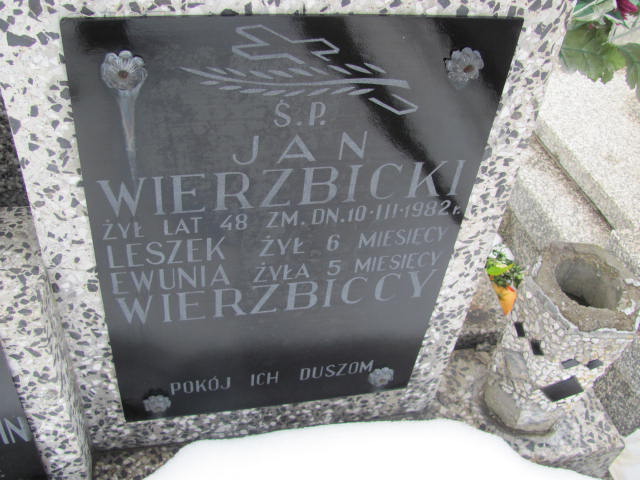 Ś.P.
JAN
WIERZBICKI
ŻYŁ LAT 48 ZM. DN. 10-III-1982 r.
LESZEK ŻYŁ 6 MIESIĘCY
EWUNIA ŻYŁA 5 MIESIĘCY
WIERZBICCY
POKÓJ ICH DUSZOM
IN